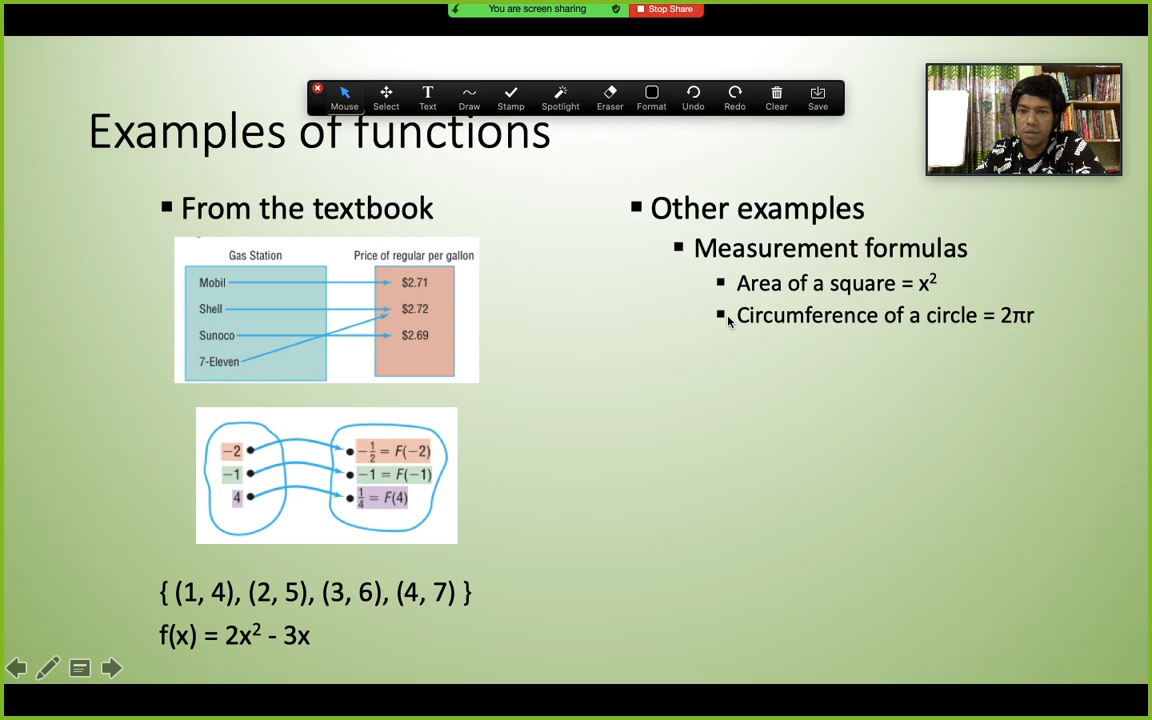 You are screen sharing
Stop Share
Mouse Select Text Draw Stamp Spotlight Eraser Format Undo Redo Clear Save
Examples of functions
▪ From the textbook
Gas Station Price of regular per gallon
Mobil $2.71
Shell $2.72
Sunoco $2.69
7-Eleven
−2 −1/2 = F(−2)
−1 −1 = F(−1)
4 1/4 = F(4)
{ (1, 4), (2, 5), (3, 6), (4, 7) }
f(x) = 2x² - 3x
▪ Other examples
▪ Measurement formulas
▪ Area of a square = x²
▪ Circumference of a circle = 2πr